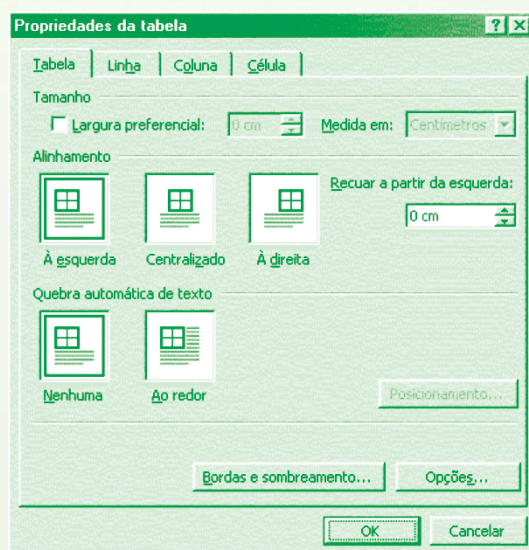 Propriedades da tabela
Tabela Linha Coluna Célula
Tamanho
Largura preferencial: 0 cm Medida em: Centímetros
Alinhamento
Recuar a partir da esquerda:
0 cm
À esquerda Centralizado À direita
Quebra automática de texto
Nenhuma Ao redor
Posicionamento...
Bordas e sombreamento... Opções...
OK Cancelar